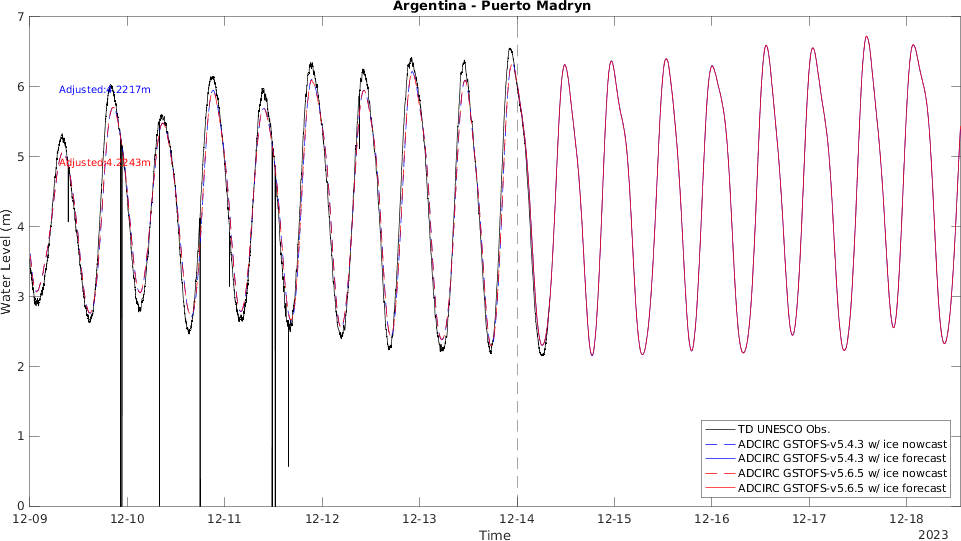 Argentina - Puerto Madryn
7
6
5
4
3
2
1
0
Water Level (m)
Adjusted:4.2217m
Adjusted:4.2243m
TD UNESCO Obs.
ADCIRC GSTOFS-v5.4.3 w/ ice nowcast
ADCIRC GSTOFS-v5.4.3 w/ ice forecast
ADCIRC GSTOFS-v5.6.5 w/ ice nowcast
ADCIRC GSTOFS-v5.6.5 w/ ice forecast
12-09 12-10 12-11 12-12 12-13 12-14 12-15 12-16 12-17 12-18
Time
2023